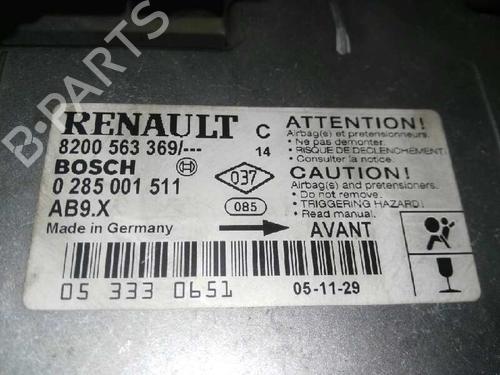 B-PARTS
RENAULT C
8200 563 369/--- 14
BOSCH
0 285 001 511 037
AB9.X 085
Made in Germany AVANT
05 333 0651 05-11-29
ATTENTION!
Airbag(s) et pretensionneurs.
• Ne pas demonter.
• RISQUE DE DECLENCHEMENT!
• Consulter la notice.
CAUTION!
Airbag(s) and pretensioners.
• Do not remove.
• TRIGGERING HAZARD!
• Read manual.